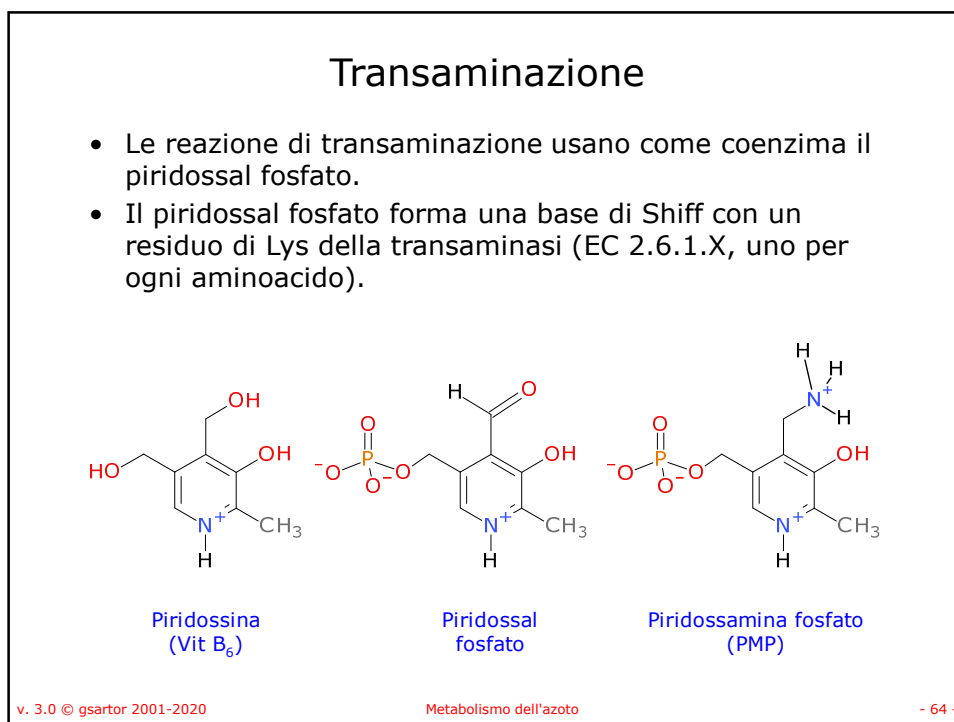 Transaminazione
• Le reazione di transaminazione usano come coenzima il
piridossal fosfato.
• Il piridossal fosfato forma una base di Shiff con un
residuo di Lys della transaminasi (EC 2.6.1.X, uno per
ogni aminoacido).
OH
HO
OH
N+
H
CH3
H
O
O
P
-O
O-
O
OH
N+
H
CH3
H
H
N+
H
O
P
-O
O-
O
OH
N+
H
CH3
Piridossina
(Vit B6)
Piridossal
fosfato
Piridossamina fosfato
(PMP)
v. 3.0 © gsartor 2001-2020
Metabolismo dell'azoto
- 64 -